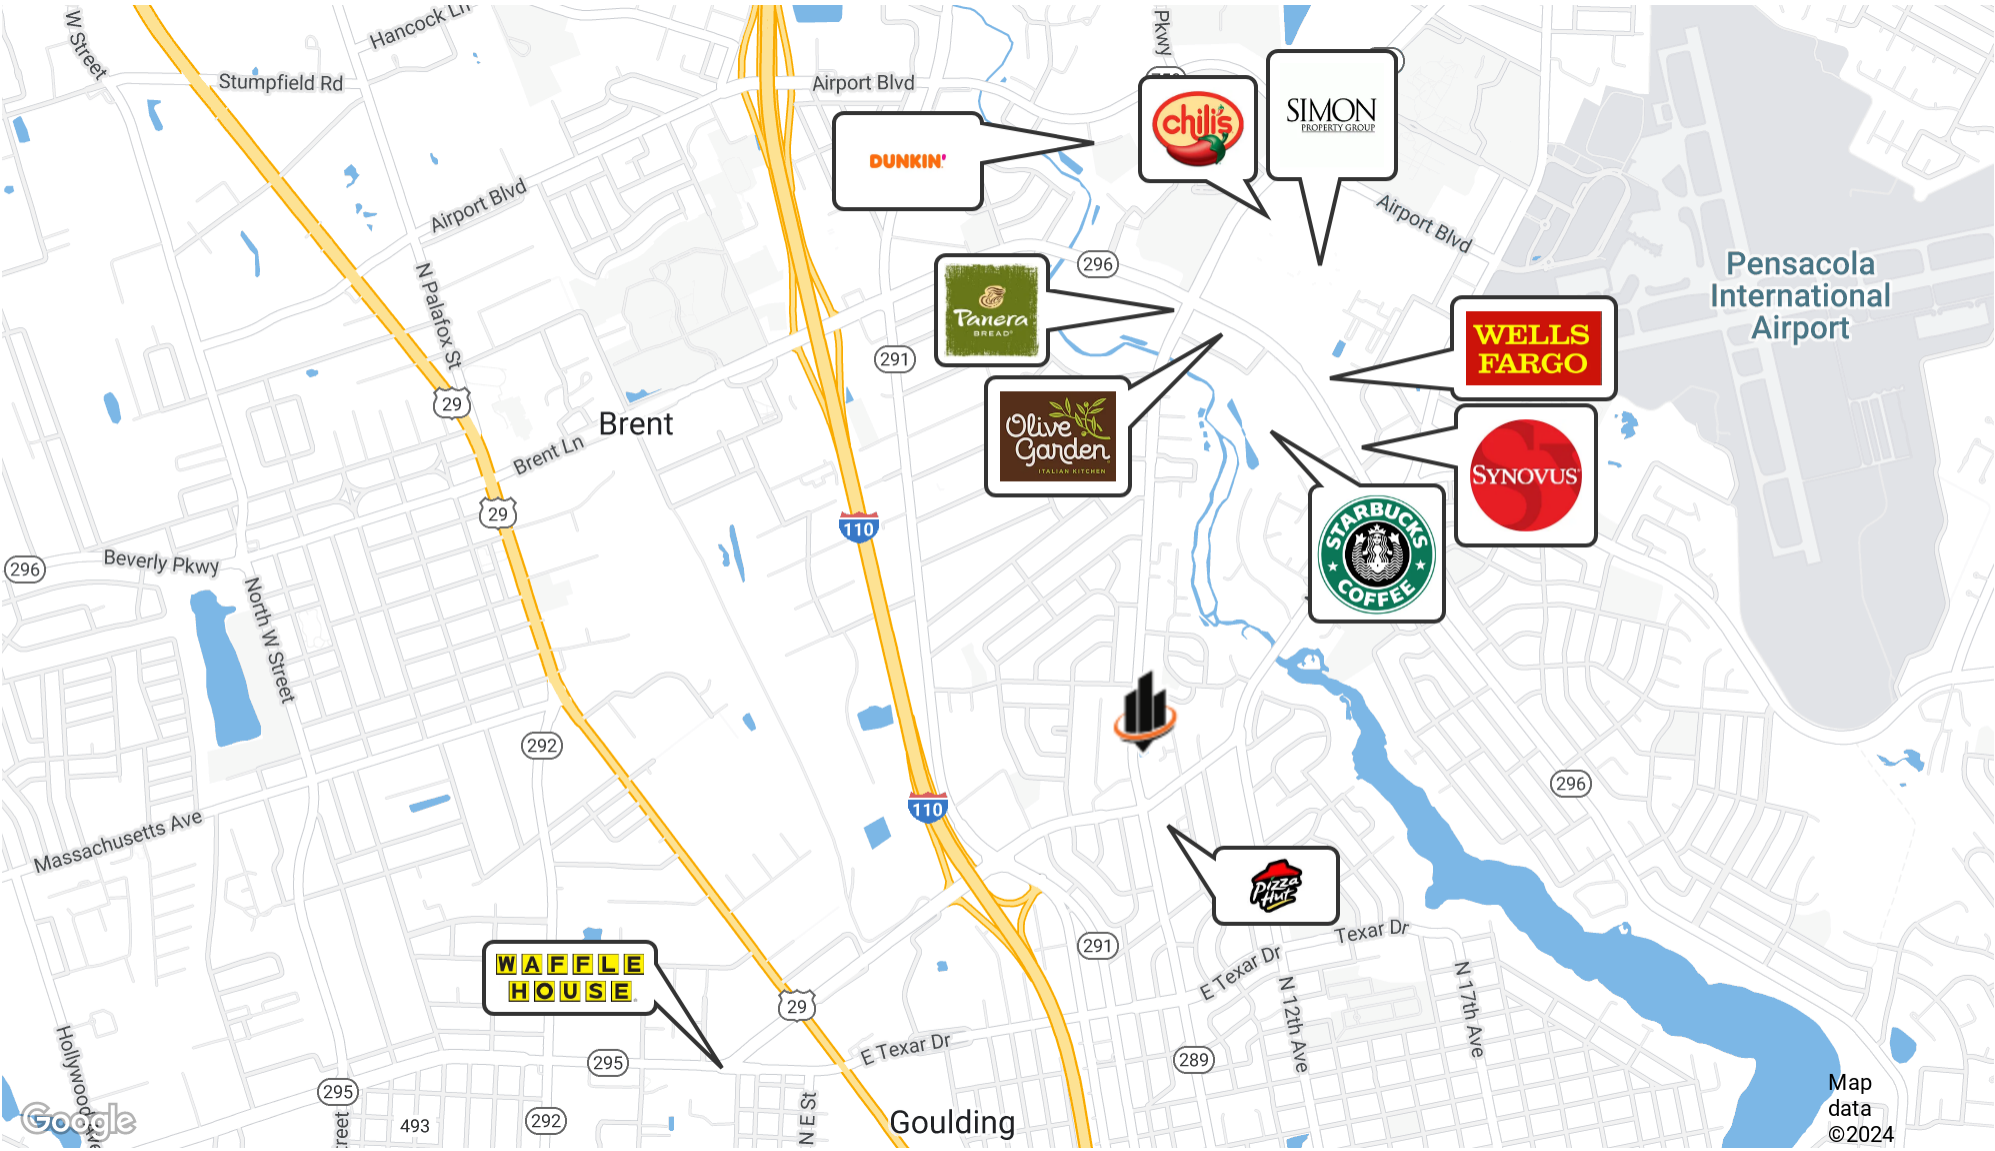 W Street
Hancock Ln
Pkwy
Stumpfield Rd
Airport Blvd
chili's
SIMON
PROPERTY GROUP
DUNKIN'
Airport Blvd
Airport Blvd
N Palafox St
296
Pensacola
International
Airport
Panera
BREAD®
WELLS
FARGO
291
29
Brent
Olive
Garden
ITALIAN KITCHEN
Brent Ln
SYNOVUS®
29
110
STARBUCKS
COFFEE
296
Beverly Pkwy
North W Street
292
296
110
Massachusetts Ave
Pizza
Hut
291
Texar Dr
E Texar Dr
WAFFLE
HOUSE
N 12th Ave
N 17th Ave
29
Hollywood Ave
E Texar Dr
295
289
295
292
493
N E St
Goulding
Google
Map
data
©2024